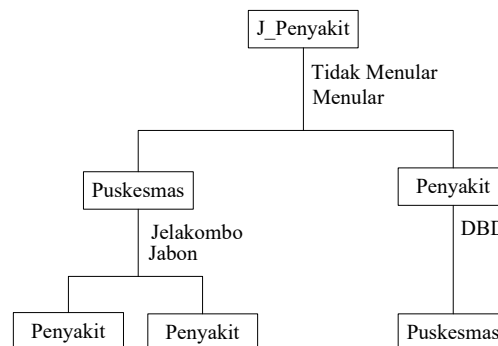 J_Penyakit
Tidak Menular
Menular
Puskesmas
Penyakit
Jelakombo
Jabon
DBD
Penyakit
Penyakit
Puskesmas